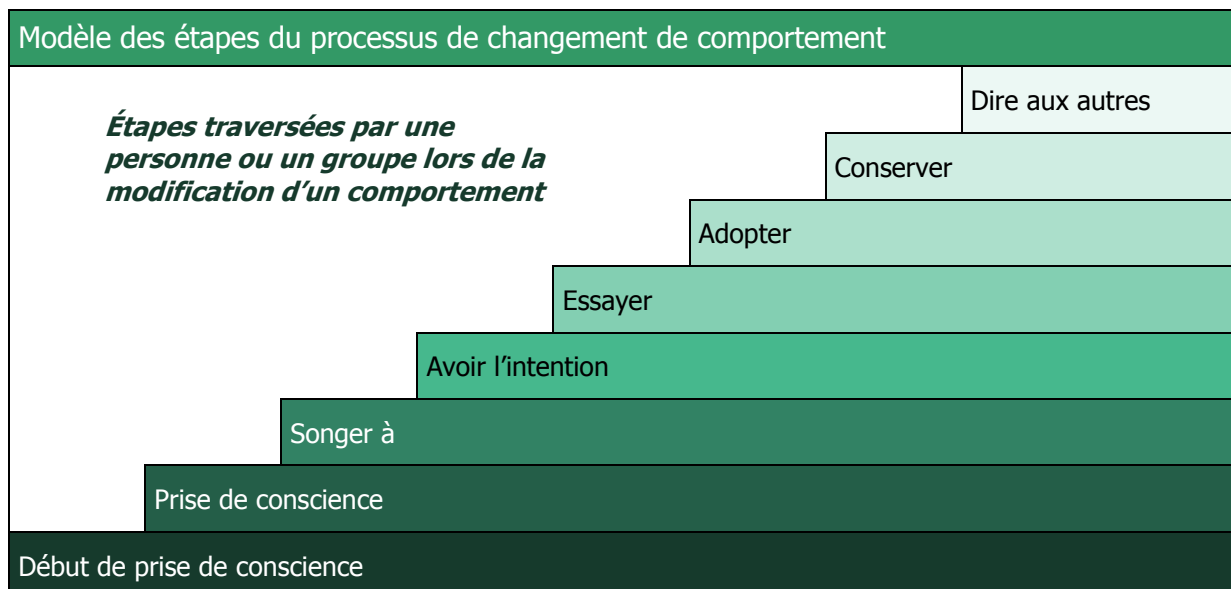 Modèle des étapes du processus de changement de comportement
Dire aux autres
Étapes traversées par une
personne ou un groupe lors de la
modification d’un comportement
Conserver
Adopter
Essayer
Avoir l’intention
Songer à
Prise de conscience
Début de prise de conscience